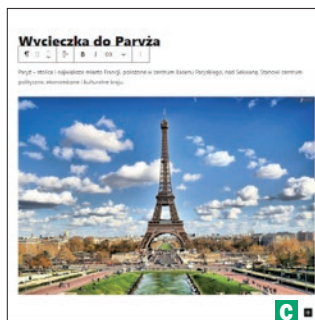 Wycieczka do Paryża
B I
Paryż – stolica i największe miasto Francji, położone w centrum Basenu Paryskiego, nad Sekwaną. Stanowi centrum
polityczne, ekonomiczne i kulturalne kraju.
C